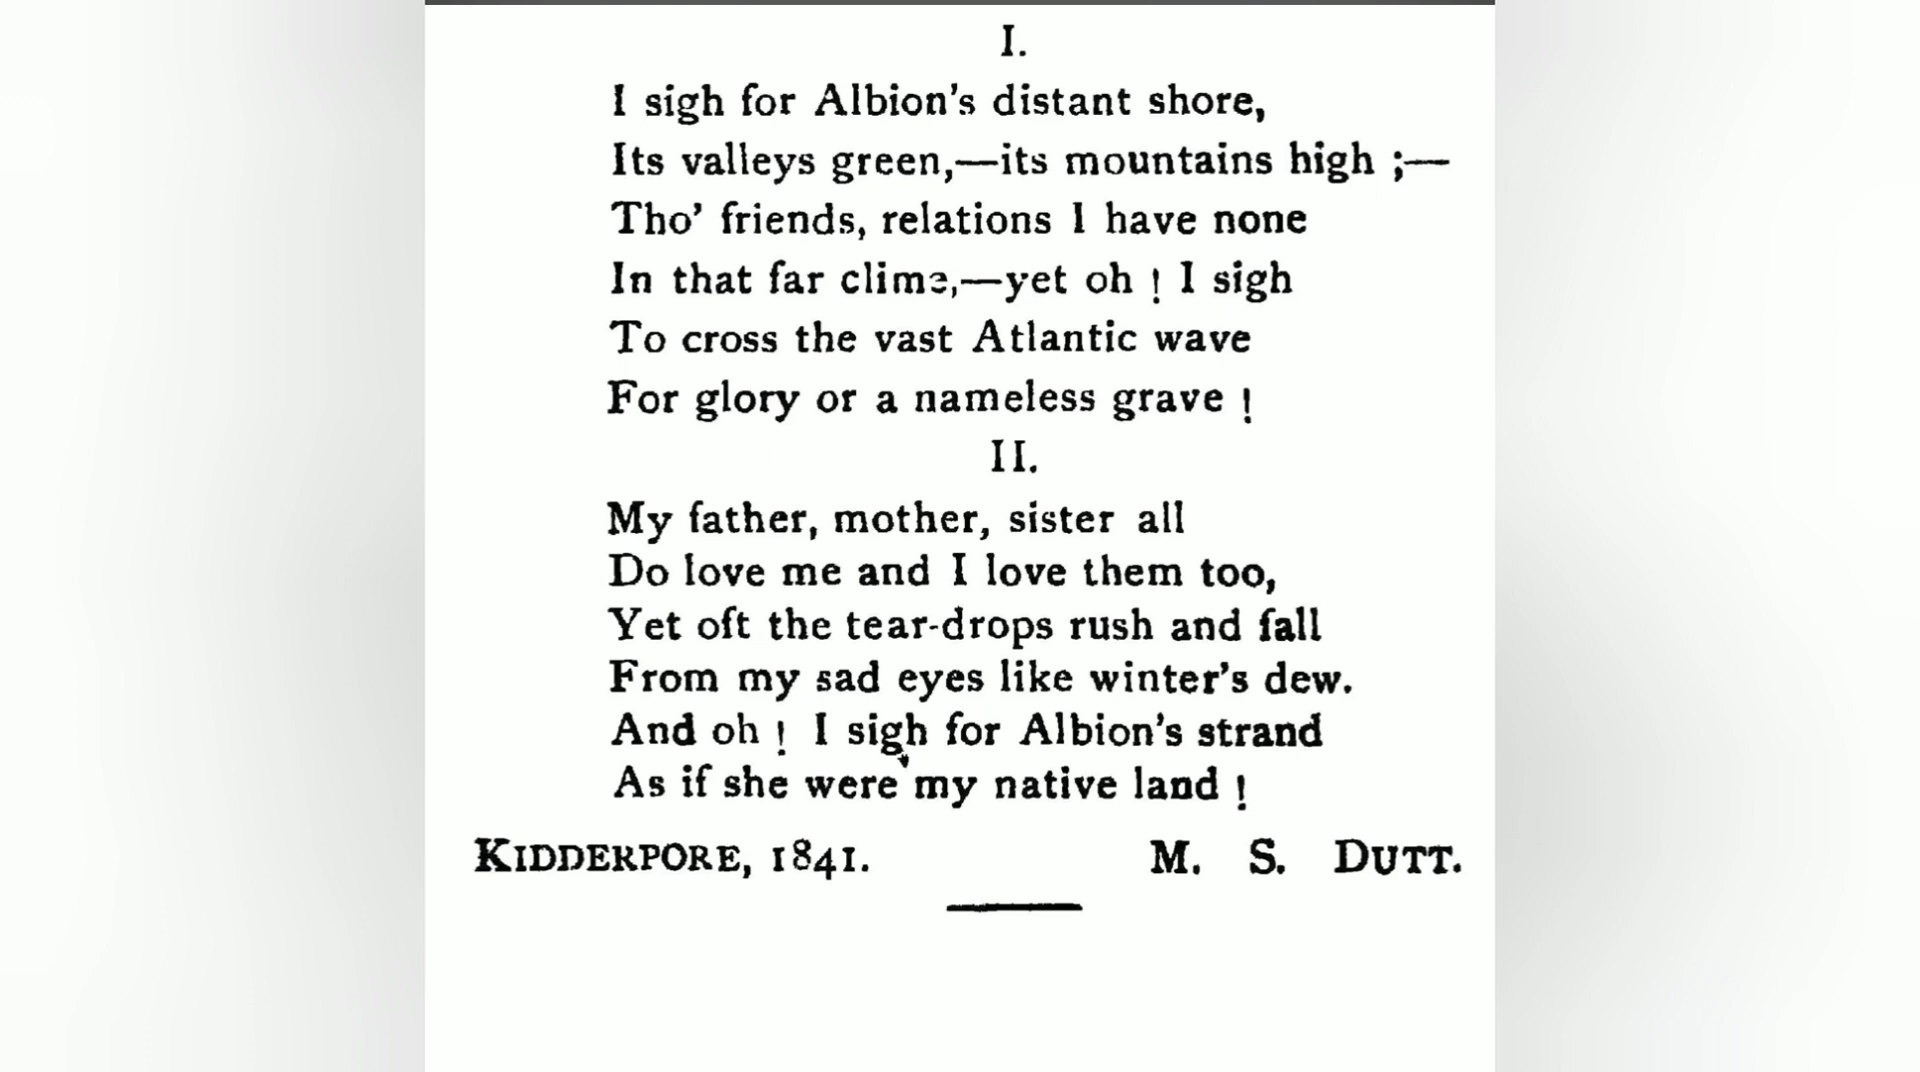 I.
I sigh for Albion's distant shore,
Its valleys green,—its mountains high ;—
Tho' friends, relations I have none
In that far clime,—yet oh ! I sigh
To cross the vast Atlantic wave
For glory or a nameless grave !
II.
My father, mother, sister all
Do love me and I love them too,
Yet oft the tear-drops rush and fall
From my sad eyes like winter's dew.
And oh ! I sigh for Albion's strand
As if she were my native land !
KIDDERPORE, 1841. M. S. DUTT.